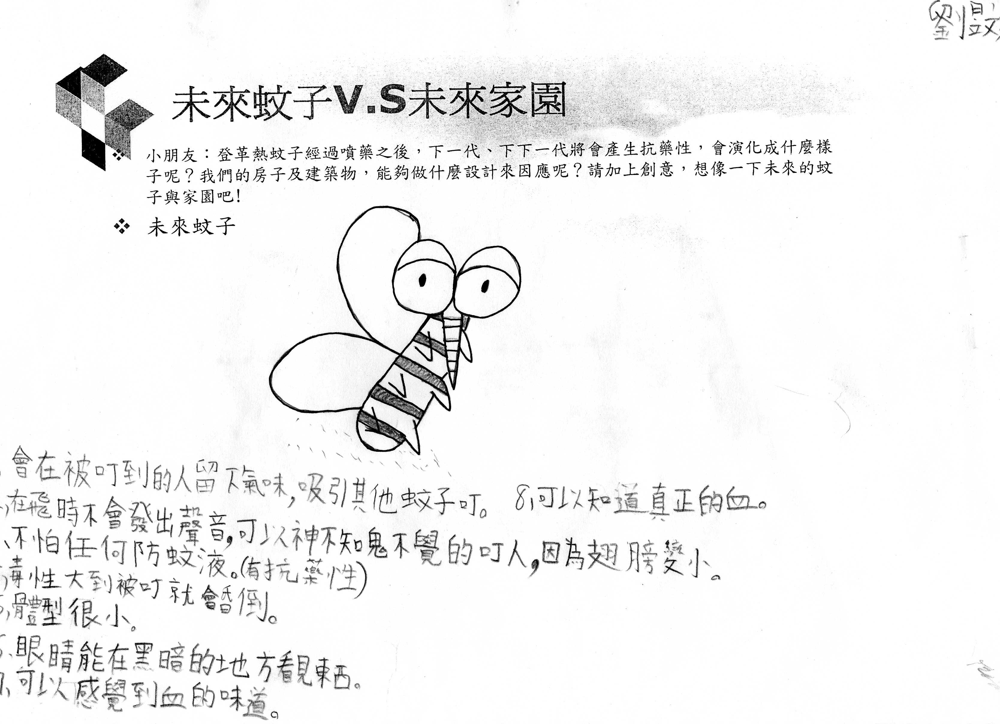 劉
未來蚊子V.S未來家園
小朋友：登革熱蚊子經過噴藥之後，下一代、下下一代將會產生抗藥性，會演化成什麼樣
子呢？我們的房子及建築物，能夠做什麼設計來因應呢？請加上創意，想像一下未來的蚊
子與家園吧!
未來蚊子
會在被叮到的人留下氣味,吸引其他蚊子叮。
在飛時不會發出聲音,可以神不知鬼不覺的叮人,因為翅膀變小。
、不怕任何防蚊液。(有抗藥性)
毒性大到被叮就會昏倒。
體型很小。
、眼睛能在黑暗的地方看見東西。
可以感覺到血的味道。
8,可以知道真正的血。